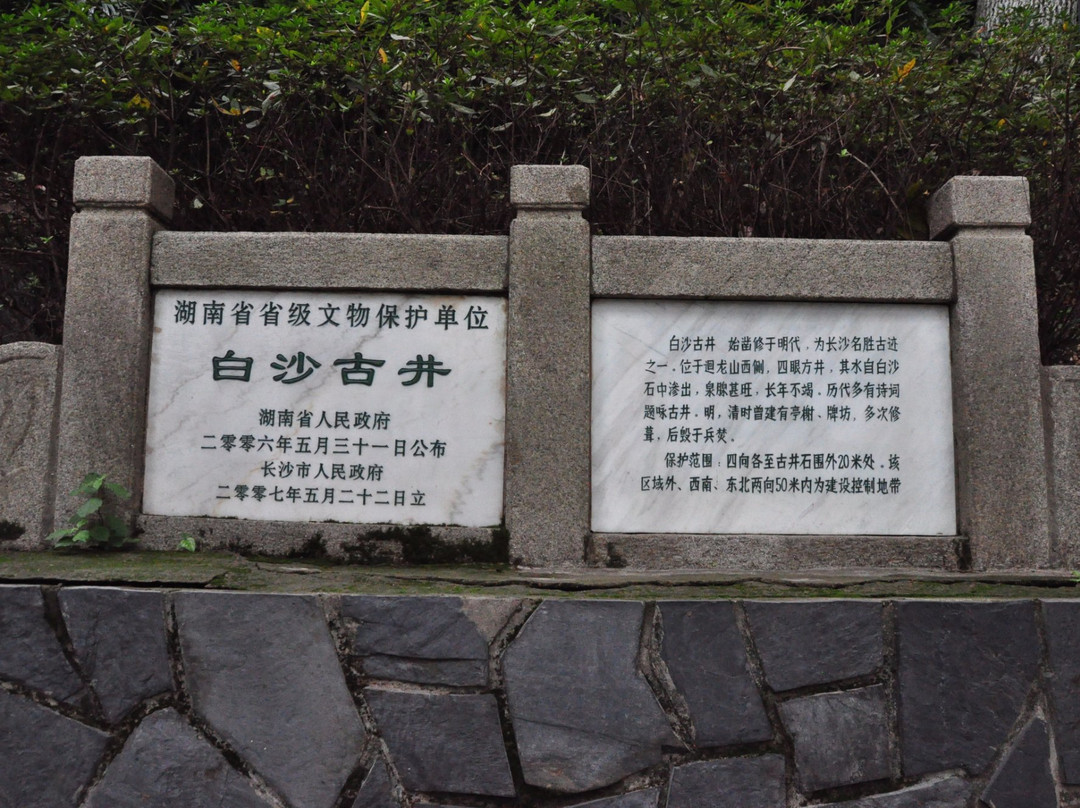 湖南省省级文物保护单位
白沙古井
湖南省人民政府
二零零六年五月三十一日公布
长沙市人民政府
二零零七年五月二十二日立
白沙古井 始凿修于明代，为长沙名胜古迹
之一．位于迴龙山西侧，四眼方井，其水自白沙
石中渗出，泉脉甚旺，长年不竭．历代多有诗词
题咏古井．明，清时曾建有亭榭、牌坊，多次修
葺，后毁于兵焚。
保护范围：四向各至古井石围外20米处．该
区域外、西南、东北两向50米内为建设控制地带